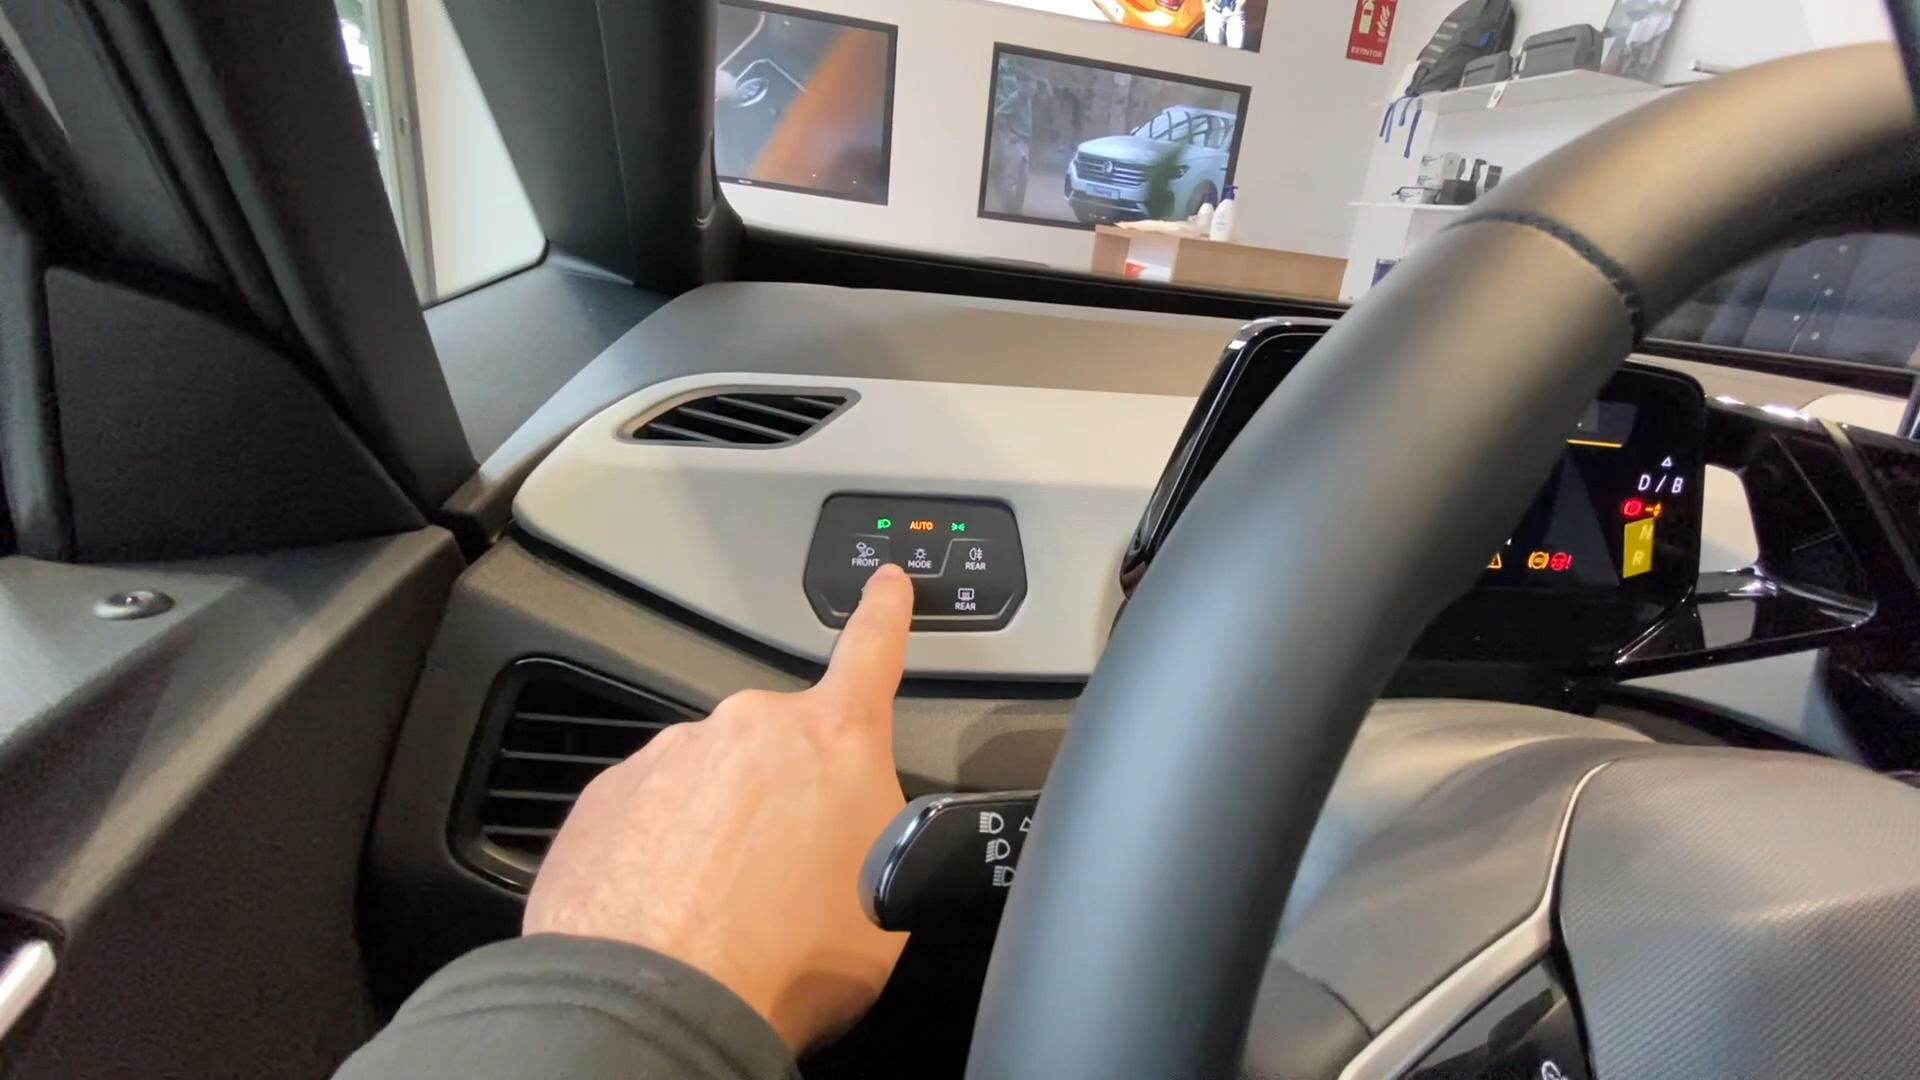 EXTINTOR
AUTO
FRONT
MODE
REAR
REAR
D / B
N
R